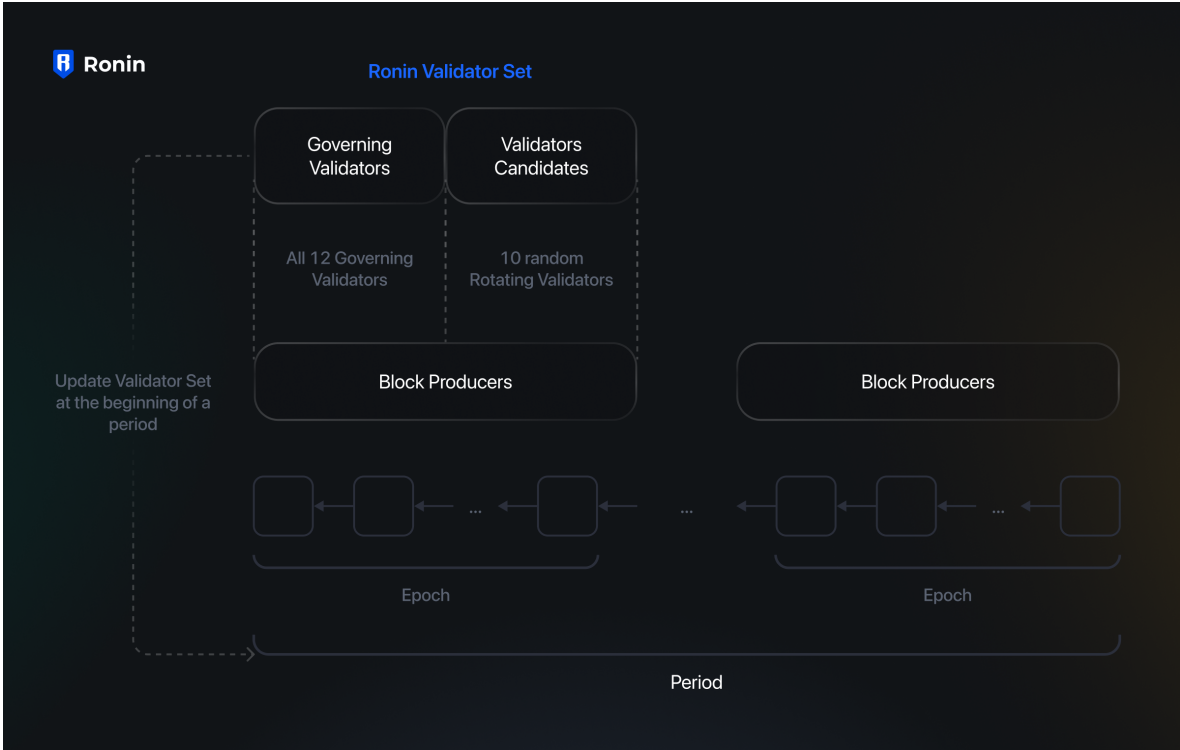 Ronin
Ronin Validator Set
Governing
Validators
Validators
Candidates
All 12 Governing
Validators
10 random
Rotating Validators
Update Validator Set
at the beginning of a
period
Block Producers
Block Producers
...
...
...
Epoch
Epoch
Period